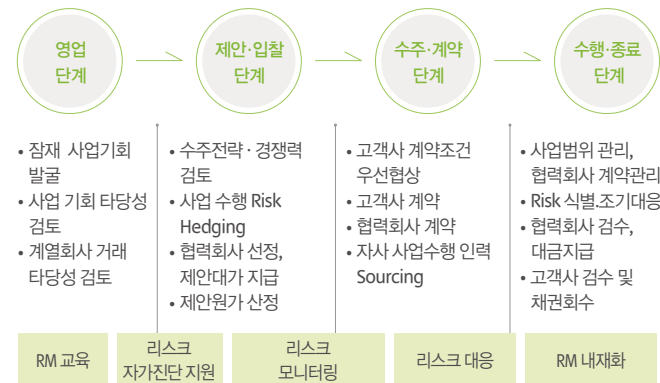 영업
단계
제안·입찰
단계
수주·계약
단계
수행·종료
단계
• 잠재 사업기회
발굴
• 사업 기회 타당성
검토
• 계열회사 거래
타당성 검토
• 수주전략·경쟁력
검토
• 사업 수행 Risk
Hedging
• 협력회사 선정,
제안대가 지급
• 제안원가 산정
• 고객사 계약조건
우선협상
• 고객사 계약
• 협력회사 계약
• 자사 사업수행 인력
Sourcing
• 사업범위 관리,
협력회사 계약관리
• Risk 식별.조기대응
• 협력회사 검수,
대금지급
• 고객사 검수 및
채권회수
RM 교육
리스크
자가진단 지원
리스크
모니터링
리스크 대응
RM 내재화